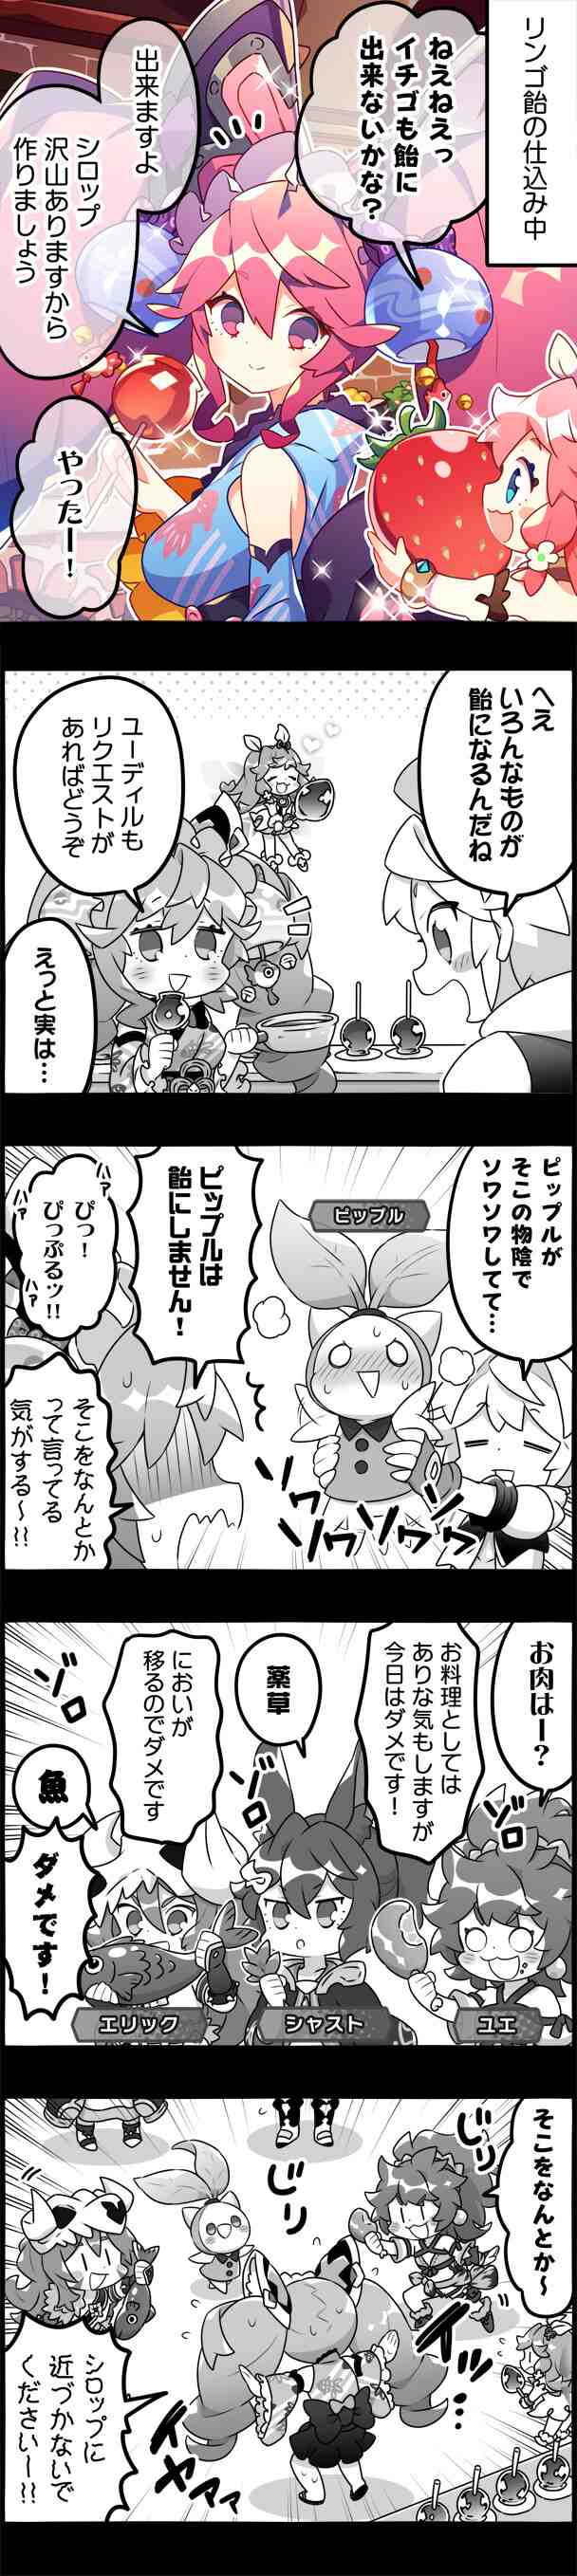 リンゴ飴の仕込み中
ねえねえっ
イチゴも飴に
出来ないかな?
出来ますよ
シロップ
沢山ありますから
作りましょう
やったー!
へえ
いろんなものが
飴になるんだね
ユーディルも
リクエストが
あればどうぞ
えっと実は…
ピップルが
そこの物陰で
ソワソワしてて…
ピップル
ソワソワソワ
ピップルは
飴にしません!
ハァ
ハァ
ぴっ!
ぴっぷるッ!!
ハァ
そこをなんとか
って言ってる
気がする〜!!
お肉はー?
ゾロ
ユエ
お料理としては
ありな気もしますが
今日はダメです!
薬草
ゾロ
シャスト
においが
移るのでダメです
ゾロ
魚
エリック
ダメです!
そこをなんとか〜
じり
じり
イィ…
イヤァァァ
シロップに
近づかないで
ください〜!!